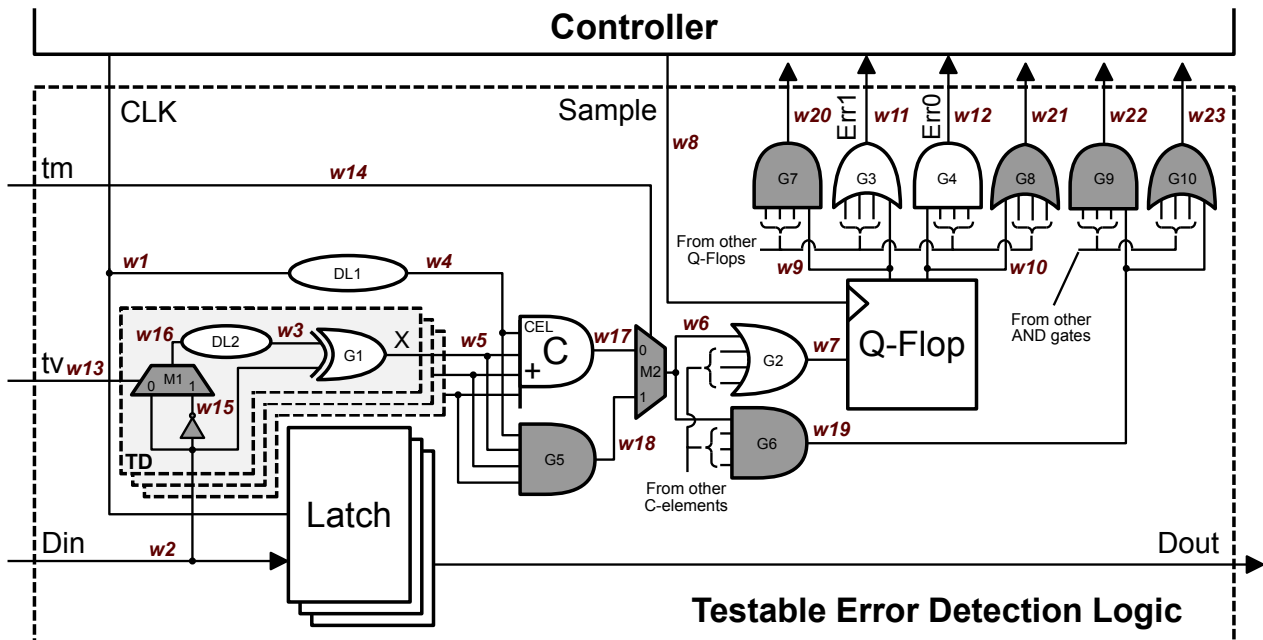 Controller
CLK
Sample
tm
w14
w8
w20
Err1
w11
Err0
w12
w21
w22
w23
G7
G3
G4
G8
G9
G10
From other
Q-Flops
w9
w10
From other
AND gates
w1
DL1
w4
w16
DL2
w3
G1
X
w5
CEL
C
+
w17
0
M2
1
w6
G2
w7
Q-Flop
tv
w13
M1
0
1
w15
TD
G5
w18
G6
w19
From other
C-elements
Latch
Din
w2
Dout
Testable Error Detection Logic